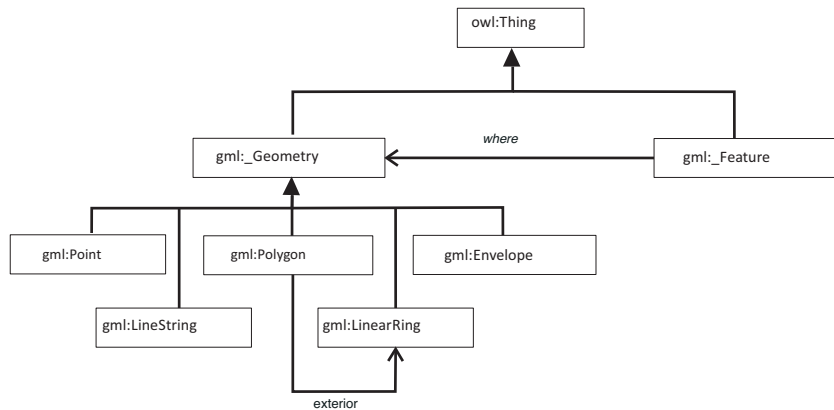 owl:Thing
where
gml:_Geometry
gml:_Feature
gml:Point
gml:Polygon
gml:Envelope
gml:LineString
gml:LinearRing
exterior